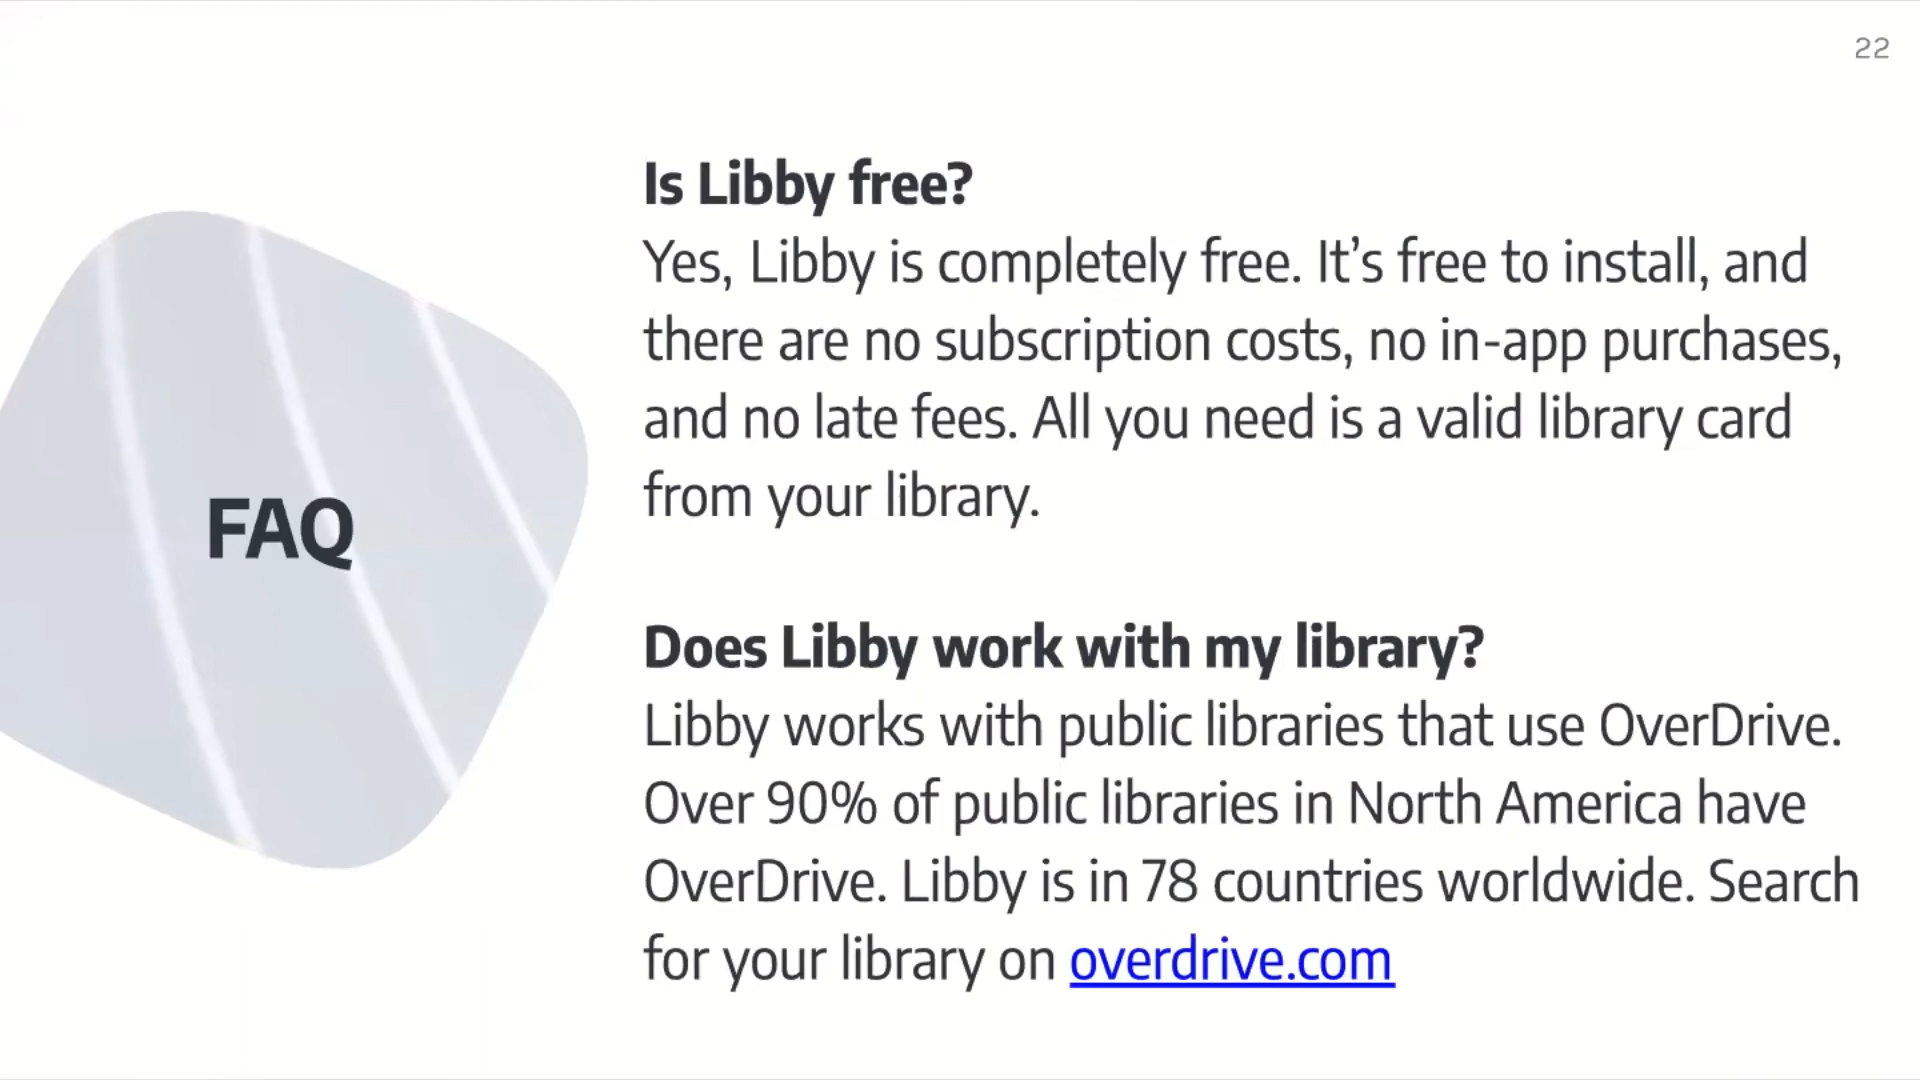 22
FAQ
Is Libby free?
Yes, Libby is completely free. It’s free to install, and
there are no subscription costs, no in-app purchases,
and no late fees. All you need is a valid library card
from your library.
Does Libby work with my library?
Libby works with public libraries that use OverDrive.
Over 90% of public libraries in North America have
OverDrive. Libby is in 78 countries worldwide. Search
for your library on overdrive.com